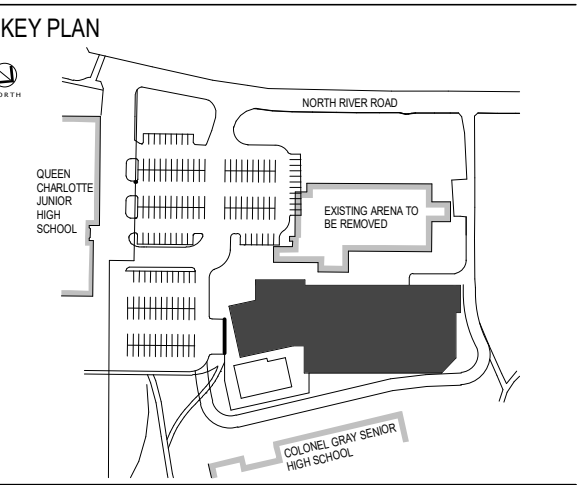 KEY PLAN
NORTH
NORTH RIVER ROAD
QUEEN
CHARLOTTE
JUNIOR
HIGH
SCHOOL
EXISTING ARENA TO
BE REMOVED
COLONEL GRAY SENIOR
HIGH SCHOOL